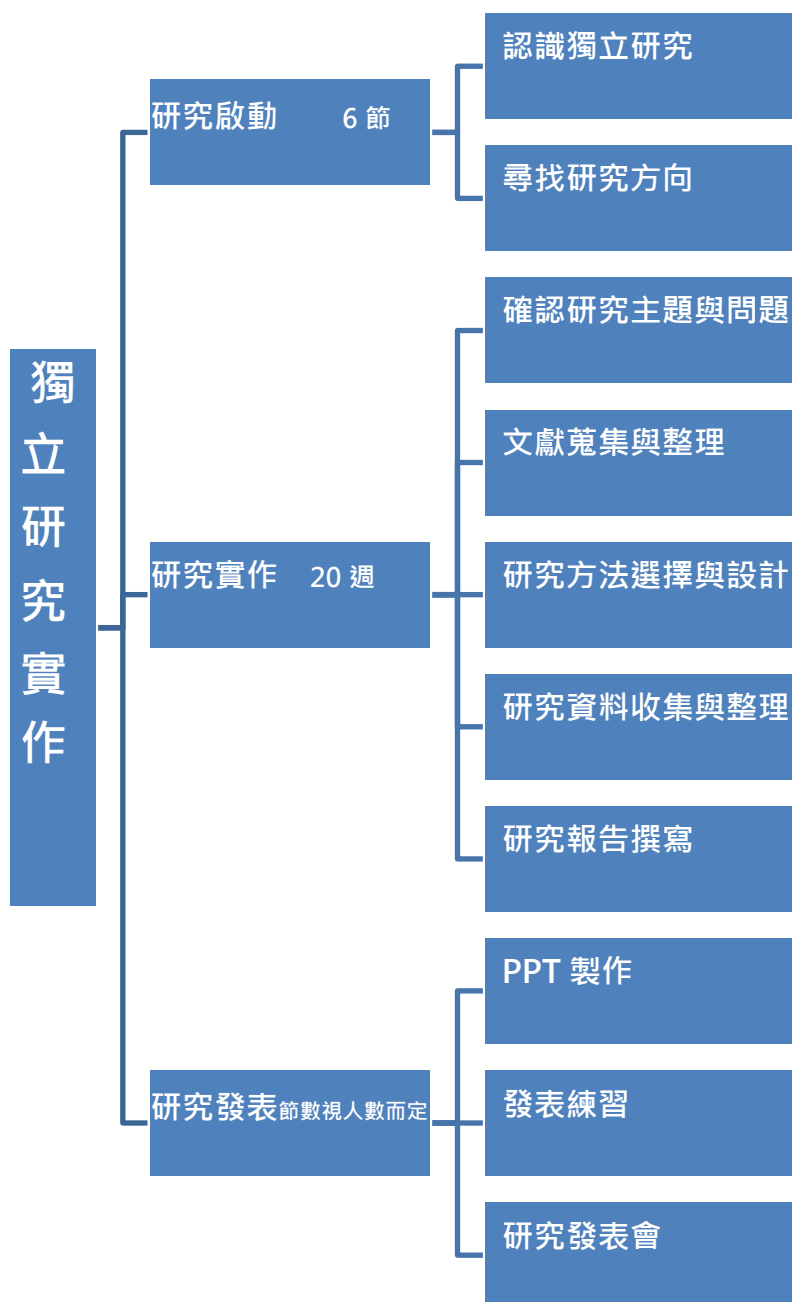 獨立研究實作
研究啟動 6 節
認識獨立研究
尋找研究方向
研究實作 20 週
確認研究主題與問題
文獻蒐集與整理
研究方法選擇與設計
研究資料收集與整理
研究報告撰寫
研究發表節數視人數而定
PPT 製作
發表練習
研究發表會